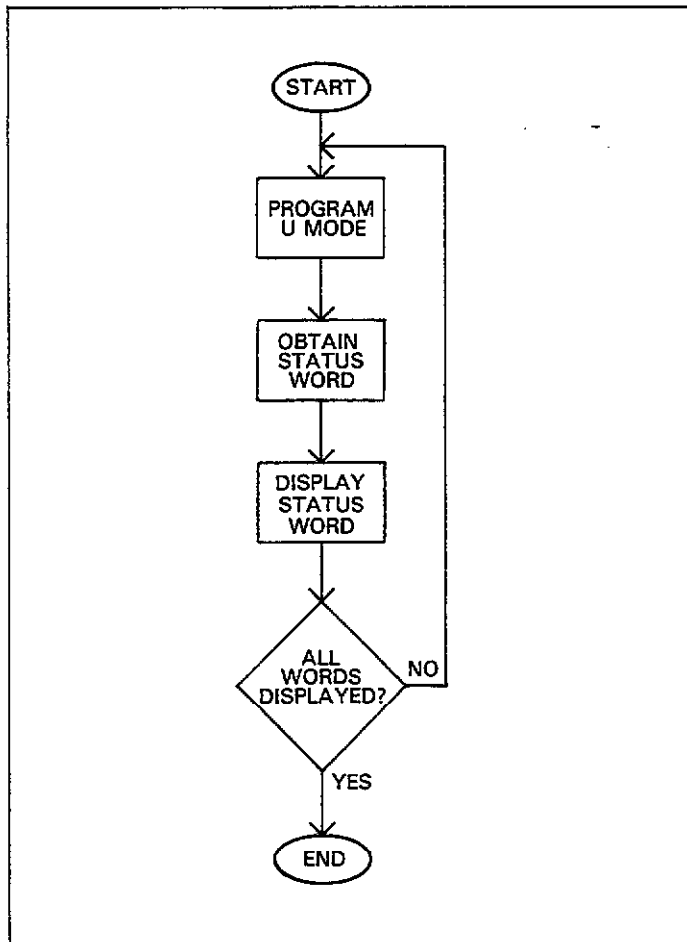 START
PROGRAM
U MODE
OBTAIN
STATUS
WORD
DISPLAY
STATUS
WORD
ALL
WORDS
DISPLAYED?
NO
YES
END